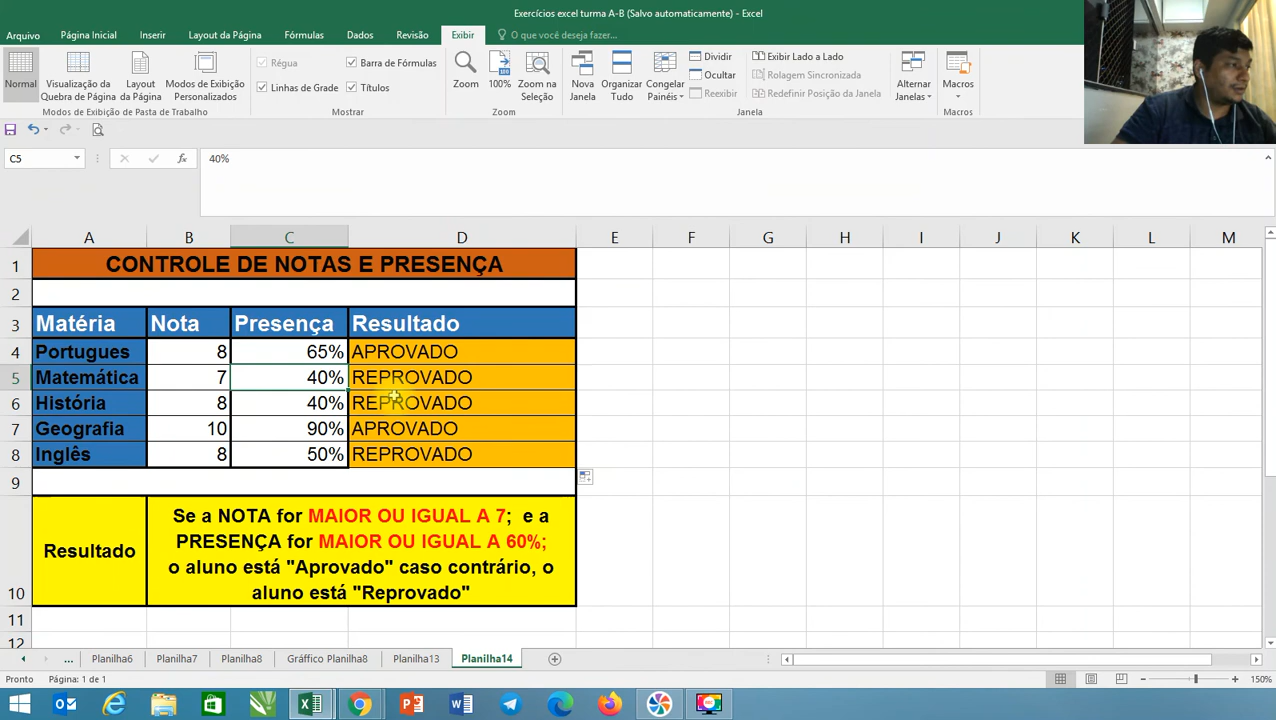 Exercícios excel turma A-B (Salvo automaticamente) - Excel
Arquivo Página Inicial Inserir Layout da Página Fórmulas Dados Revisão Exibir O que você deseja fazer...
Normal
Visualização da Quebra de Página
Layout da Página
Modos de Exibição Personalizados
Modos de Exibição de Pasta de Trabalho
Régua
Barra de Fórmulas
Linhas de Grade
Títulos
Mostrar
Zoom
100%
Zoom na Seleção
Zoom
Nova Janela
Organizar Tudo
Congelar Painéis
Dividir
Ocultar
Reexibir
Exibir Lado a Lado
Rolagem Sincronizada
Redefinir Posição da Janela
Janela
Alternar Janelas
Macros
Macros
C5
fx
40%
A B C D E F G H I J K L M
1 CONTROLE DE NOTAS E PRESENÇA
2
3 Matéria Nota Presença Resultado
4 Portugues 8 65% APROVADO
5 Matemática 7 40% REPROVADO
6 História 8 40% REPROVADO
7 Geografia 10 90% APROVADO
8 Inglês 8 50% REPROVADO
9
Se a NOTA for MAIOR OU IGUAL A 7; e a
PRESENÇA for MAIOR OU IGUAL A 60%;
Resultado
o aluno está "Aprovado" caso contrário, o
aluno está "Reprovado"
10
11
12
... Planilha6 Planilha7 Planilha8 Gráffico Planilha8 Planilha13 Planilha14
Pronto Página: 1 de 1 150%